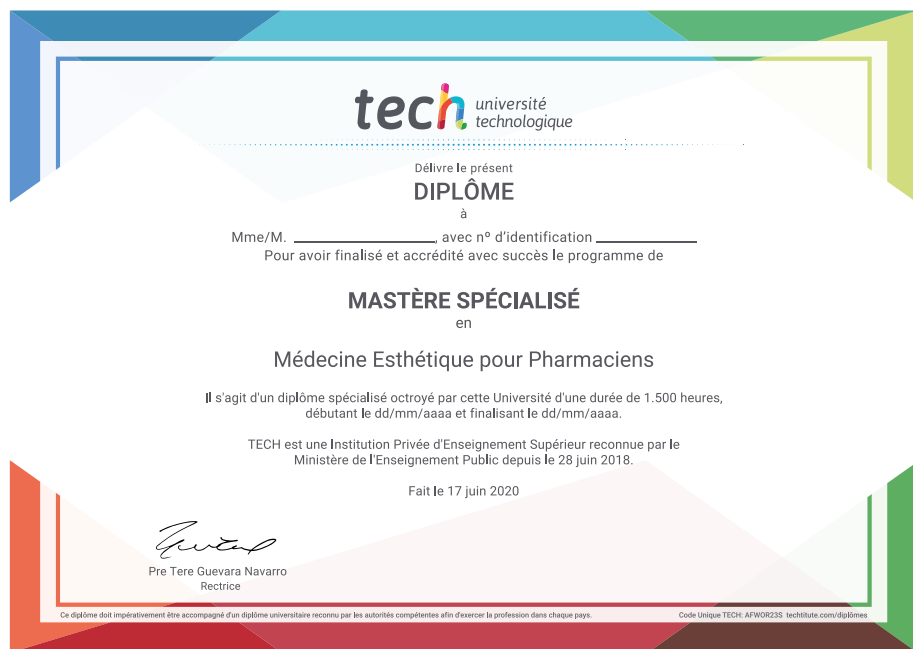 tech université
technologique
Délivre le présent
DIPLÔME
à
Mme/M. ____________, avec nº d'identification ____________
Pour avoir finalisé et accrédité avec succès le programme de
MASTÈRE SPÉCIALISÉ
en
Médecine Esthétique pour Pharmaciens
Il s'agit d'un diplôme spécialisé octroyé par cette Université d'une durée de 1.500 heures,
débutant le dd/mm/aaaa et finalisant le dd/mm/aaaa.
TECH est une Institution Privée d'Enseignement Supérieur reconnue par le
Ministère de l'Enseignement Public depuis le 28 juin 2018.
Fait le 17 juin 2020
Pre Tere Guevara Navarro
Rectrice
Ce diplôme doit impérativement être accompagné d'un diplôme universitaire reconnu par les autorités compétentes afin d'exercer la profession dans chaque pays.
Code Unique TECH: AFWOR23S techtitute.com/diplômes